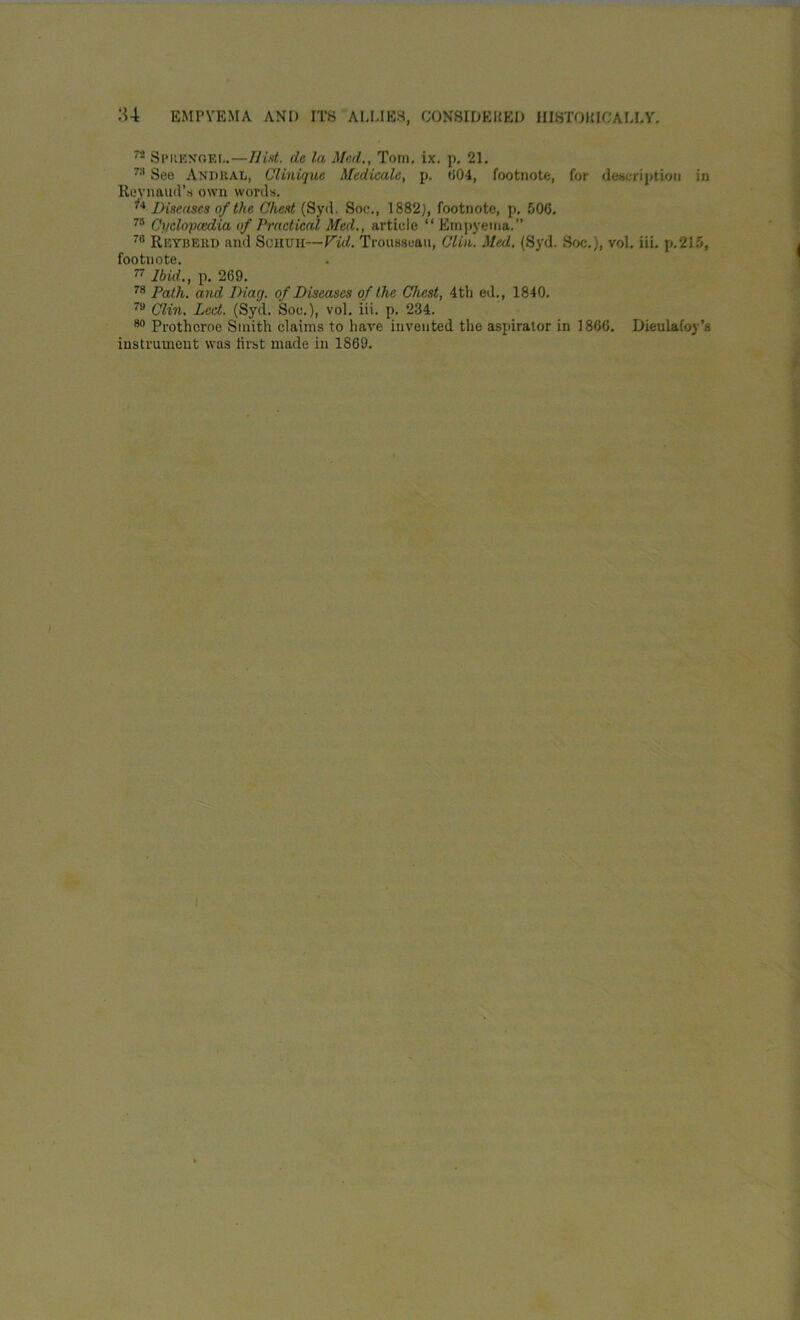 34 EMPYEMA AND ITS ALLIES, CONSIDERED HISTORICALLY.
72 SPRENGEL.—Hist. de la Med., Tom. ix. p. 21.
73 See ANDRAL, Clinique Medicale, p. 604, footnote, for description in
Reynaud's own words.
74 Diseases of the Chest (Syd. Soc., 1882), footnote, p. 506.
75 Cyclopœdia of Practical Med., article “Empyema.”
76 REYBERD and SCHUH—Vid. Trousseau, Clin. Med. (Syd. Soc.), vol. iii. p. 215,
footnote.
77 Ibid., p. 269.
78 Path. and Diag. of Diseases of the Chest, 4th ed., 1840.
79 Clin. Lect. (Syd. Soc.), vol. iii. p. 234.
80 Prothcroe Smith claims to have invented the aspirator in 1866. Dieulafoy's
instrument was first made in 1869.